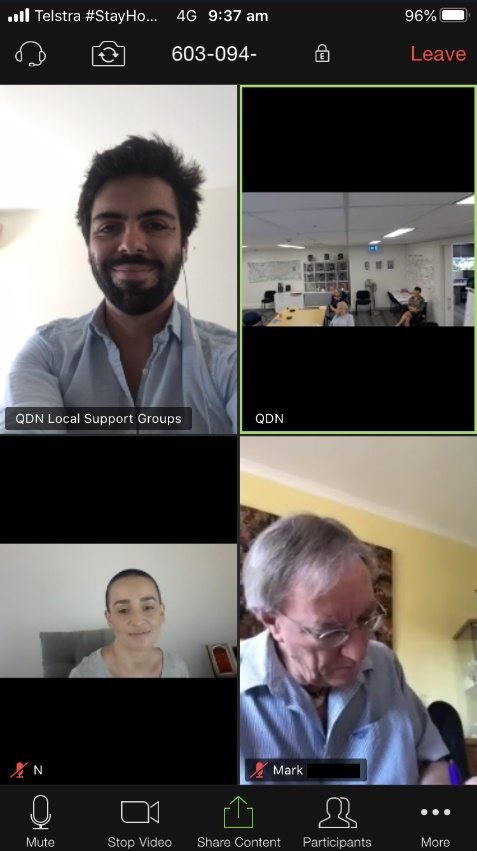 Telstra #StayHo... 4G 9:37 am 96%
603-094- E Leave
QDN Local Support Groups
QDN
N
Mark
Mute Stop Video Share Content Participants More